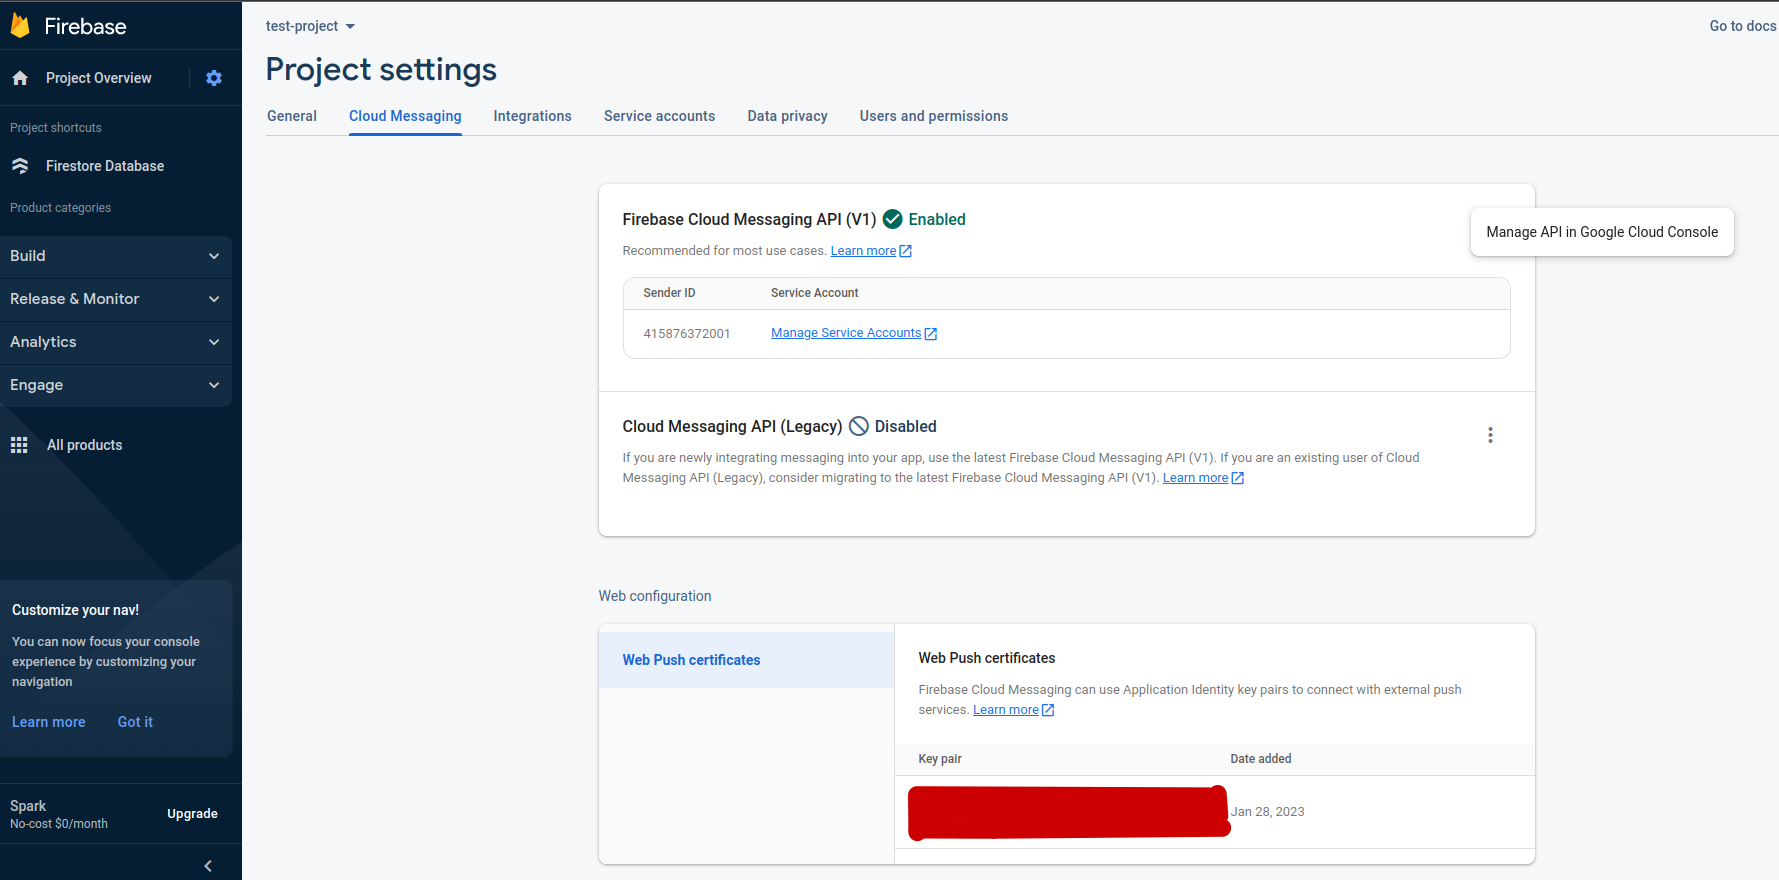 Firebase
Project Overview
Project shortcuts
Firestore Database
Product categories
Build
Release & Monitor
Analytics
Engage
All products
Customize your nav!
You can now focus your console
experience by customizing your
navigation
Learn more Got it
Spark
No-cost $0/month
Upgrade
test-project
Go to docs
Project settings
General Cloud Messaging Integrations Service accounts Data privacy Users and permissions
Firebase Cloud Messaging API (V1) Enabled
Manage API in Google Cloud Console
Recommended for most use cases. Learn more
Sender ID Service Account
415876372001 Manage Service Accounts
Cloud Messaging API (Legacy) Disabled
If you are newly integrating messaging into your app, use the latest Firebase Cloud Messaging API (V1). If you are an existing user of Cloud
Messaging API (Legacy), consider migrating to the latest Firebase Cloud Messaging API (V1). Learn more
Web configuration
Web Push certificates
Web Push certificates
Firebase Cloud Messaging can use Application Identity key pairs to connect with external push
services. Learn more
Key pair Date added
Jan 28, 2023